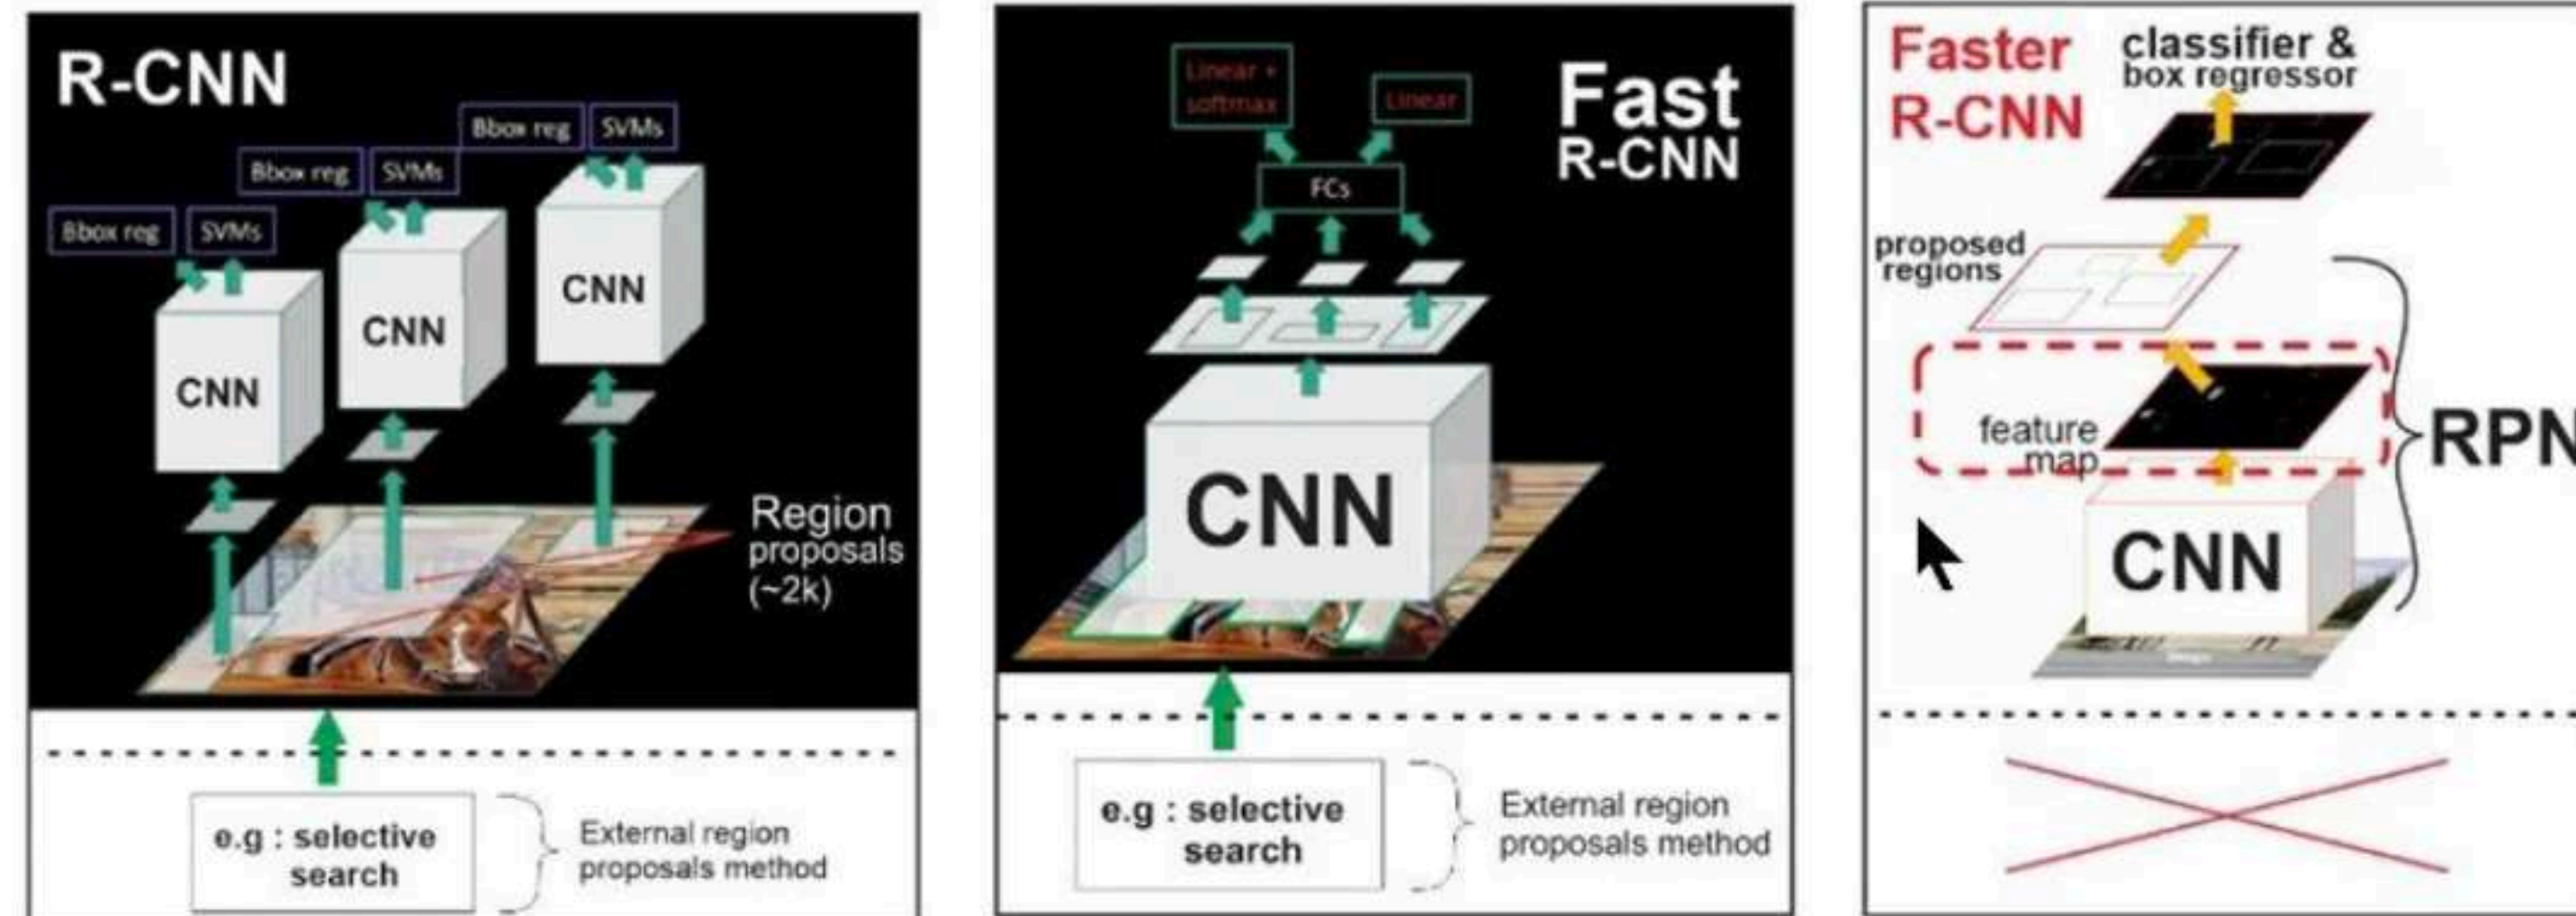 R-CNN
Bbox reg SVMs
Bbox reg SVMs
Bbox reg SVMs
CNN
CNN
CNN
Region
proposals
(~2k)
e.g : selective
search
External region
proposals method
Linear +
softmax
Linear
Fast
R-CNN
FCs
CNN
e.g : selective
search
External region
proposals method
Faster
R-CNN
classifier &
box regressor
proposed
regions
feature
map
RPN
CNN